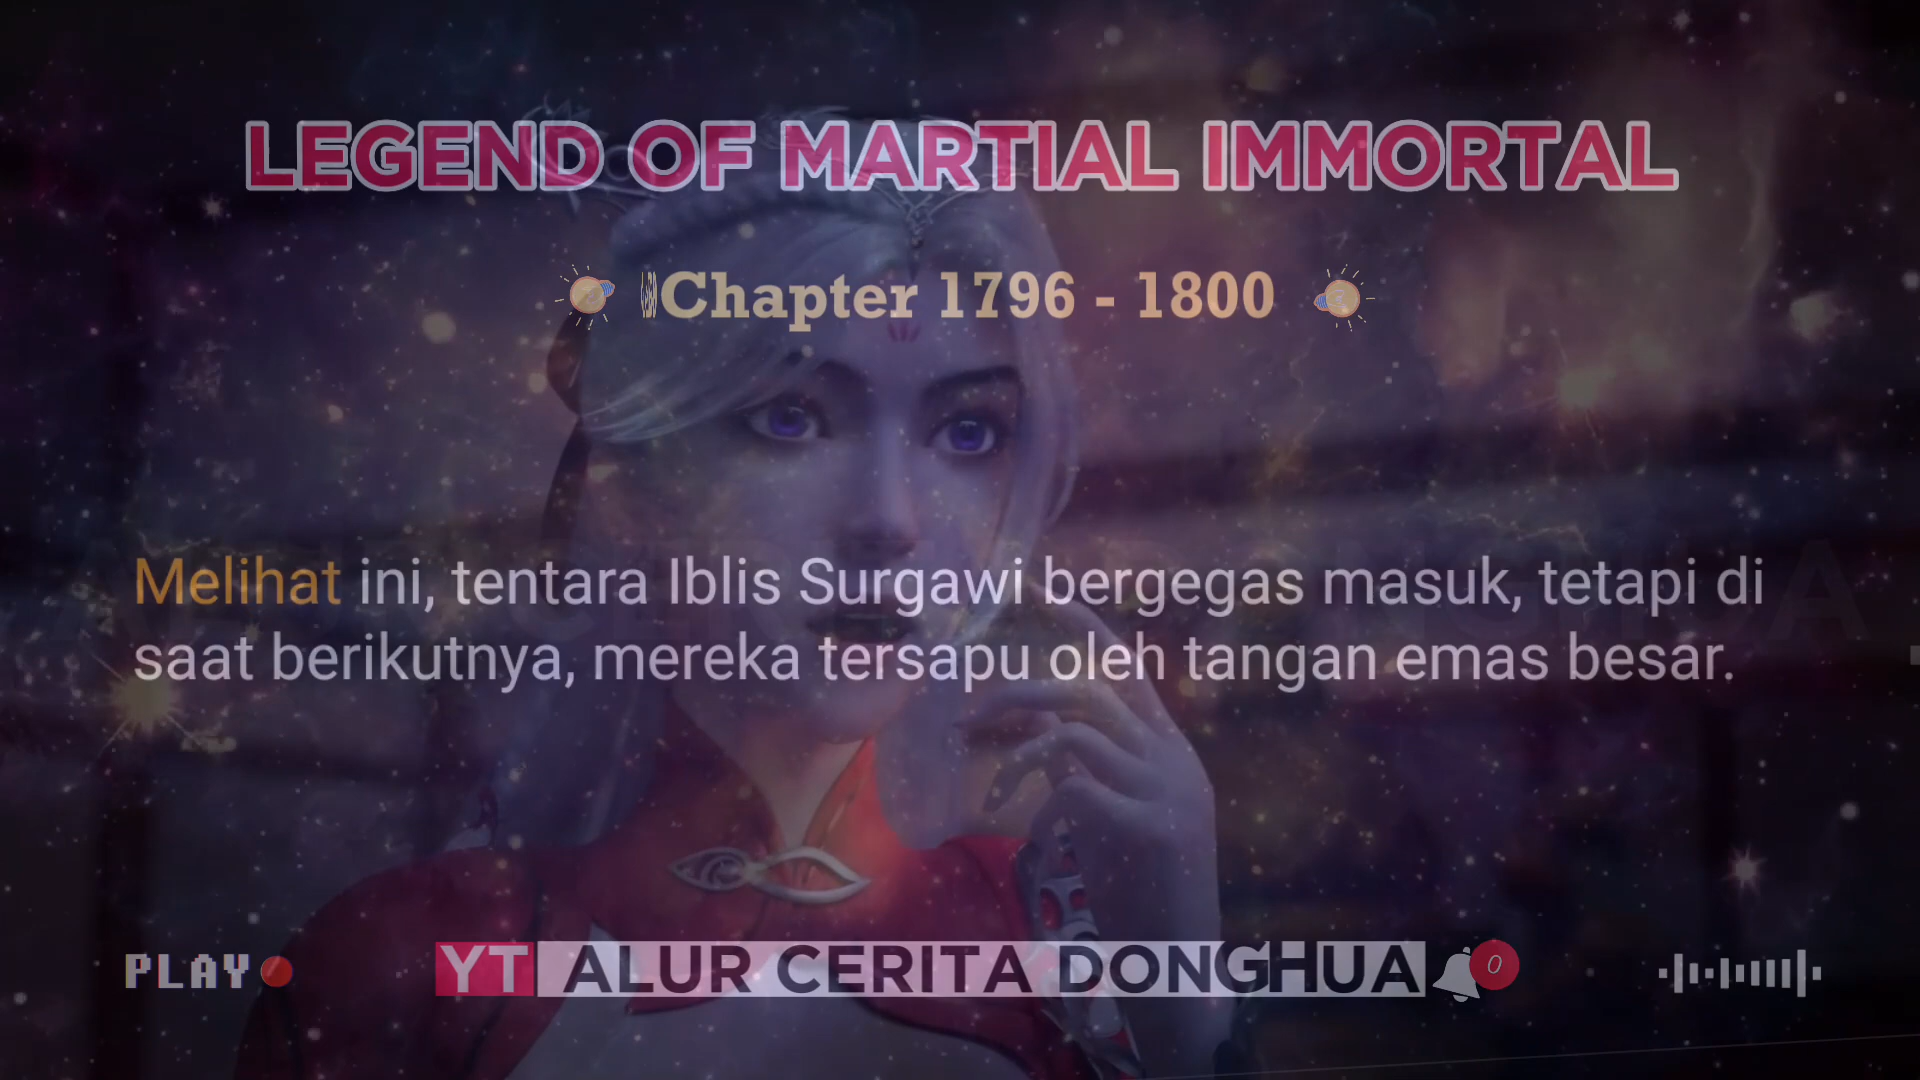 LEGEND OF MARTIAL IMMORTAL
Chapter 1796 - 1800
Melihat ini, tentara Iblis Surgawi bergegas masuk, tetapi di
saat berikutnya, mereka tersapu oleh tangan emas besar.
PLAY
YT ALUR CERITA DONGHUA 0